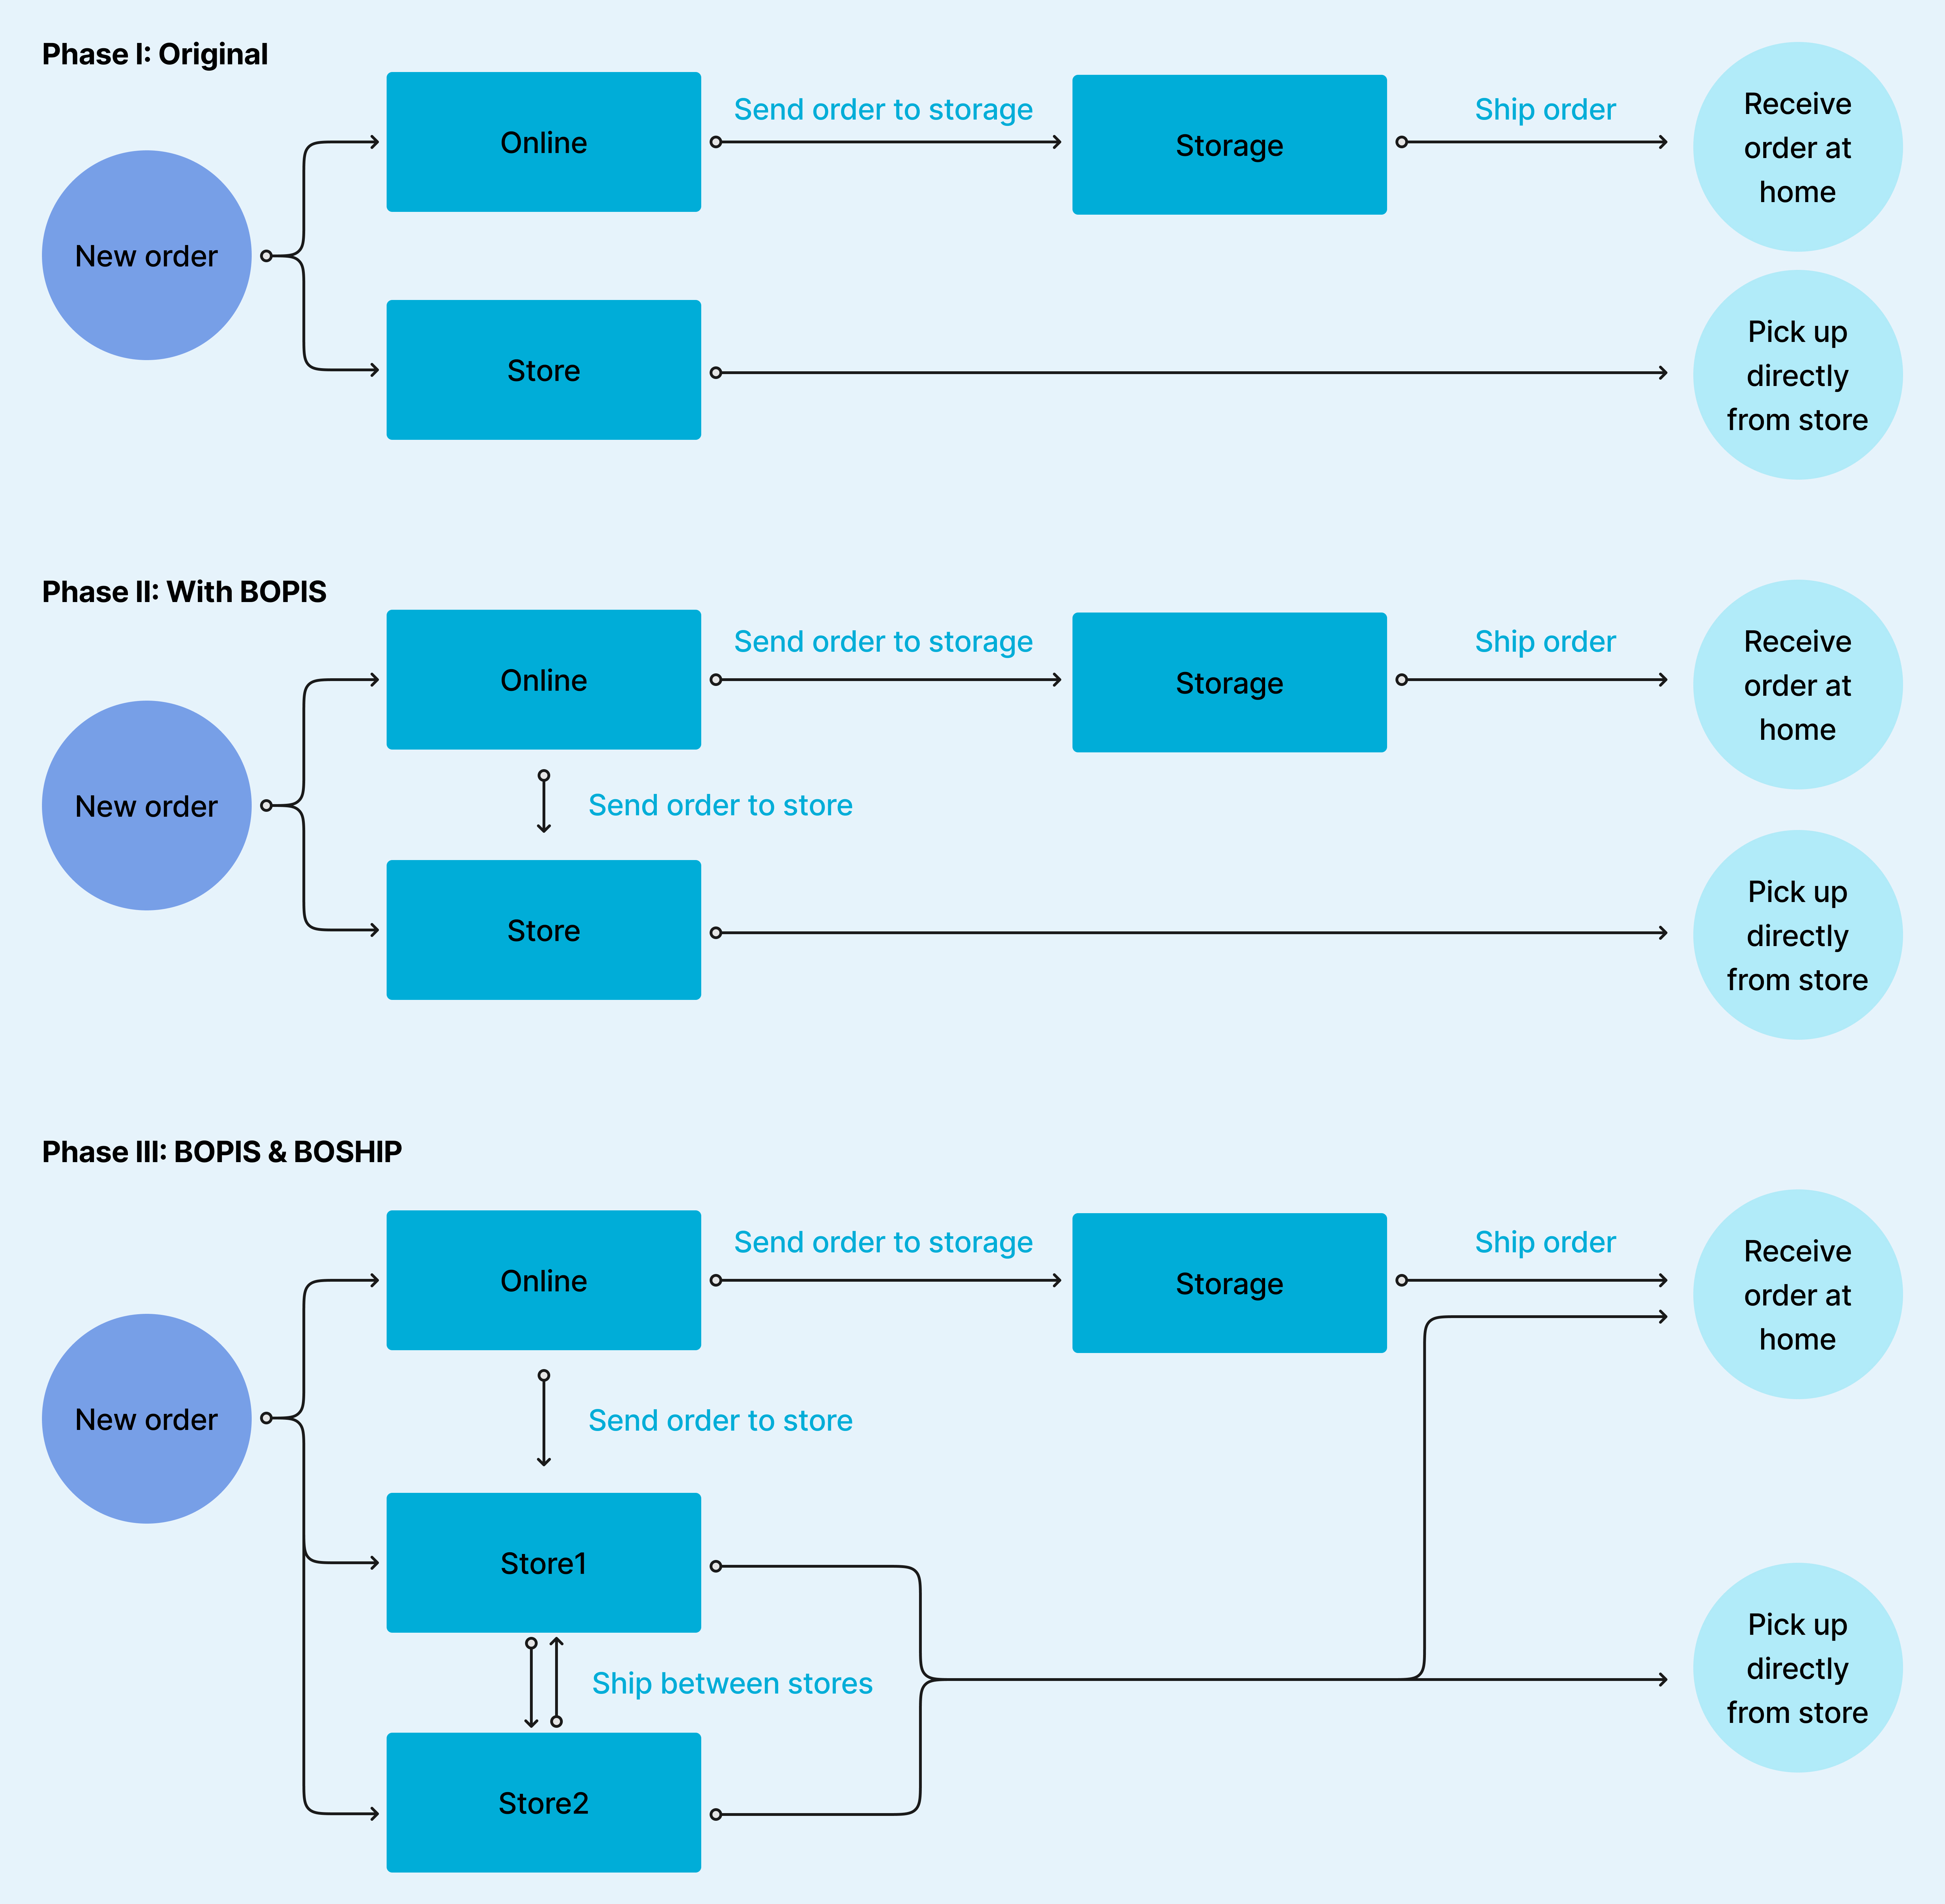 Phase I: Original
Online
Send order to storage
Storage
Ship order
Receive
order at
home
New order
Store
Pick up
directly
from store
Phase II: With BOPIS
Online
Send order to storage
Storage
Ship order
Receive
order at
home
New order
Send order to store
Store
Pick up
directly
from store
Phase III: BOPIS & BOSHIP
Online
Send order to storage
Storage
Ship order
Receive
order at
home
New order
Send order to store
Store1
Ship between stores
Pick up
directly
from store
Store2